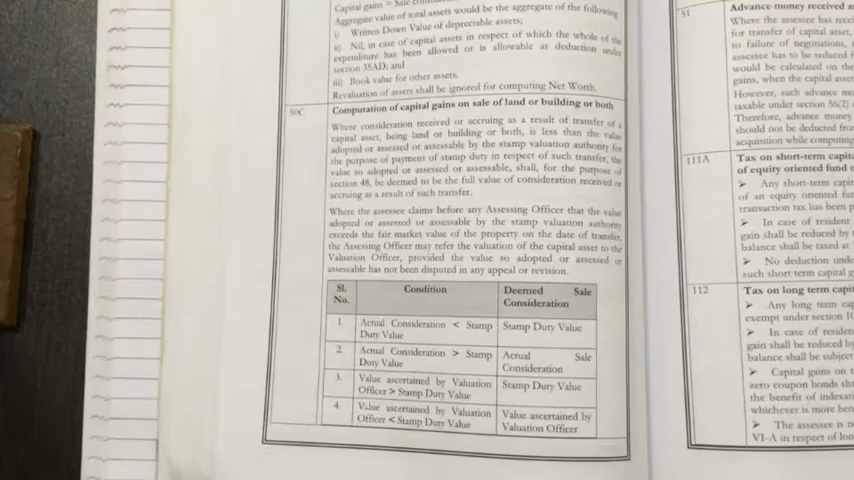 Capital gains = Sale
Aggregate value of total assets would be the aggregate of the following:
i) Written Down Value of depreciable assets;
ii) Nil, in case of capital assets in respect of which the whole of the
expenditure has been allowed or is allowable as deduction under
section 35AD; and
iii) Book value for other assets.
Revaluation of assets shall be ignored for computing Net Worth.
50C
Computation of capital gains on sale of land or building or both
Where consideration received or accruing as a result of transfer of a
capital asset, being land or building or both, is less than the value
adopted or assessed or assessable by the stamp valuation authority for
the purpose of payment of stamp duty in respect of such transfer, the
value so adopted or assessed or assessable, shall, for the purpose of
section 48, be deemed to be the full value of consideration received or
accruing as a result of such transfer.
Where the assessee claims before any Assessing Officer that the value
adopted or assessed or assessable by the stamp valuation authority
exceeds the fair market value of the property on the date of transfer,
the Assessing Officer may refer the valuation of the capital asset to the
Valuation Officer, provided the value so adopted or assessed or
assessable has not been disputed in any appeal or revision.
Sl. No. Condition Deemed Sale Consideration
1. Actual Consideration < Stamp Duty Value Stamp Duty Value
2. Actual Consideration > Stamp Duty Value Actual Sale Consideration
3. Value ascertained by Valuation Officer > Stamp Duty Value Stamp Duty Value
4. Value ascertained by Valuation Officer < Stamp Duty Value Value ascertained by Valuation Officer
51
Advance money received
Where the assessee has
for transfer of capital asset,
to failure of negotiations,
assessee has to be reduced
would be calculated on the
gains, when the capital asset
However, such advance
taxable under section 56(2)
Therefore, advance money
should not be deducted from
acquisition while computing
111A
Tax on short-term
of equity oriented fund
➤ Any short-term
of an equity oriented
transaction tax has been
➤ In case of resident
gain shall be reduced by
balance shall be taxed at
➤ No deduction
such short term capital
112
Tax on long term
➤ Any long term
exempt under section
➤ In case of
gain shall be reduced by
balance shall be subject
➤ Capital gains on
zero coupon bonds
the benefit of
whichever is more
➤ The assessee is
VI-A in respect of